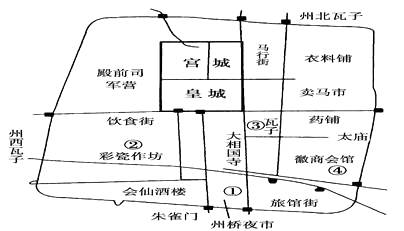 州北瓦子
宫城
马行街
衣料铺
殿前司
军营
皇城
卖马市
饮食街
③
瓦子
药铺
太庙
州西瓦子
②
彩瓷作坊
大相国寺
徽商会馆
④
会仙酒楼
①
旅馆街
朱雀门
州桥夜市